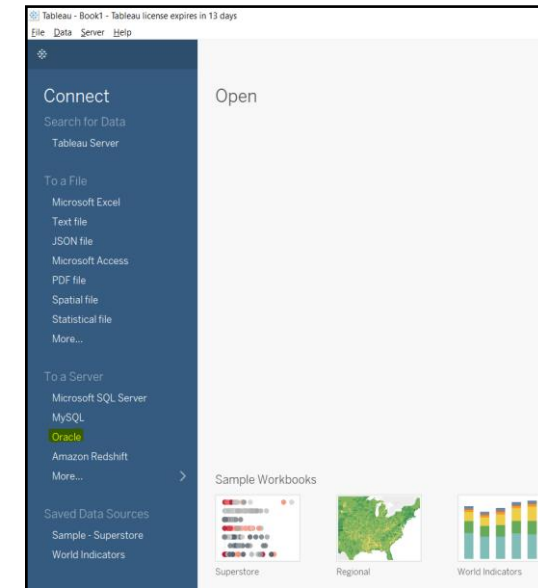 Tableau - Book1 - Tableau license expires in 13 days
File Data Server Help
Connect
Search for Data
Tableau Server
To a File
Microsoft Excel
Text file
JSON file
Microsoft Access
PDF file
Spatial file
Statistical file
More...
To a Server
Microsoft SQL Server
MySQL
Oracle
Amazon Redshift
More...
Saved Data Sources
Sample - Superstore
World Indicators
Open
Sample Workbooks
Superstore
Regional
World Indicators